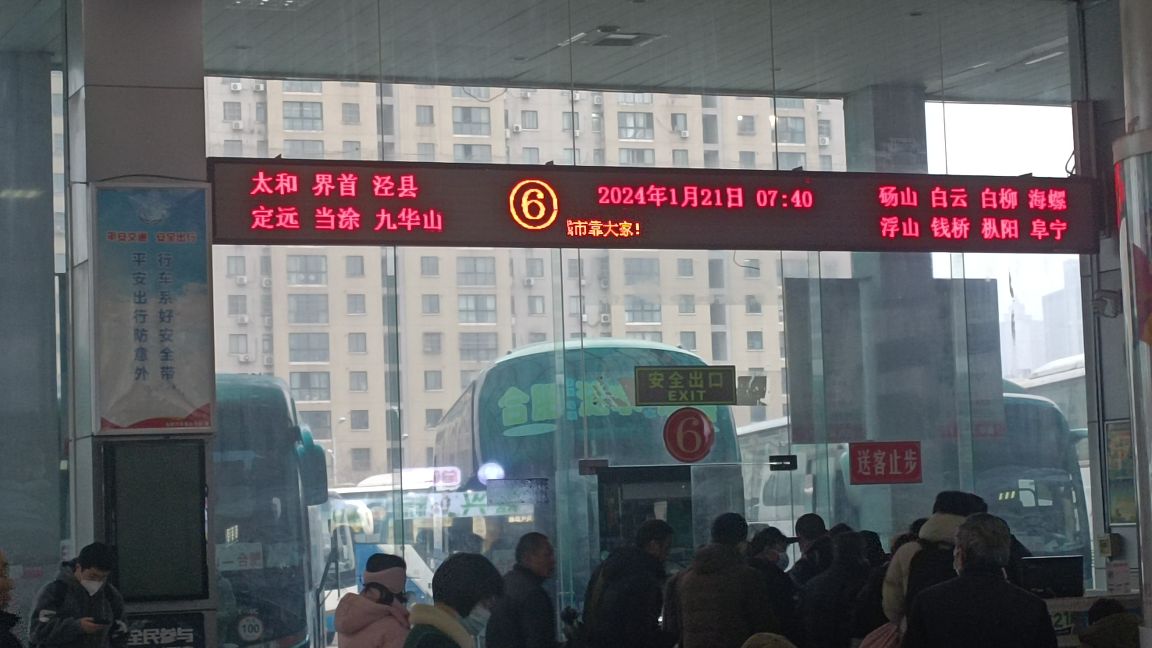 太和 界首 泾县
定远 当涂 九华山
6
2024年1月21日 07:40
城市靠大家!
砀山 白云 白柳 海螺
浮山 钱桥 枞阳 阜宁
平安交通 安全出行
行车系好安全带
平安出行防意外
合肥
安全出口
EXIT
6
送客止步
兴
100
全民参与